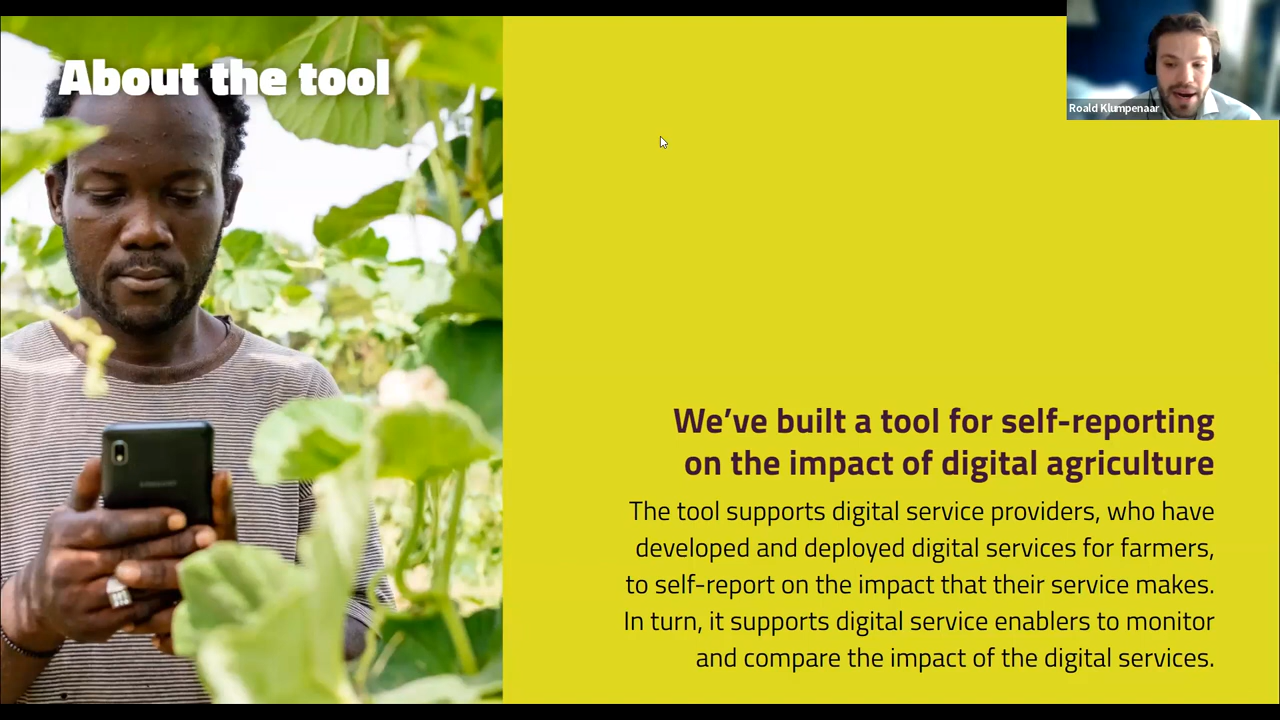 About the tool
Roald Klumpenaar
We've built a tool for self-reporting
on the impact of digital agriculture
The tool supports digital service providers, who have
developed and deployed digital services for farmers,
to self-report on the impact that their service makes.
In turn, it supports digital service enablers to monitor
and compare the impact of the digital services.